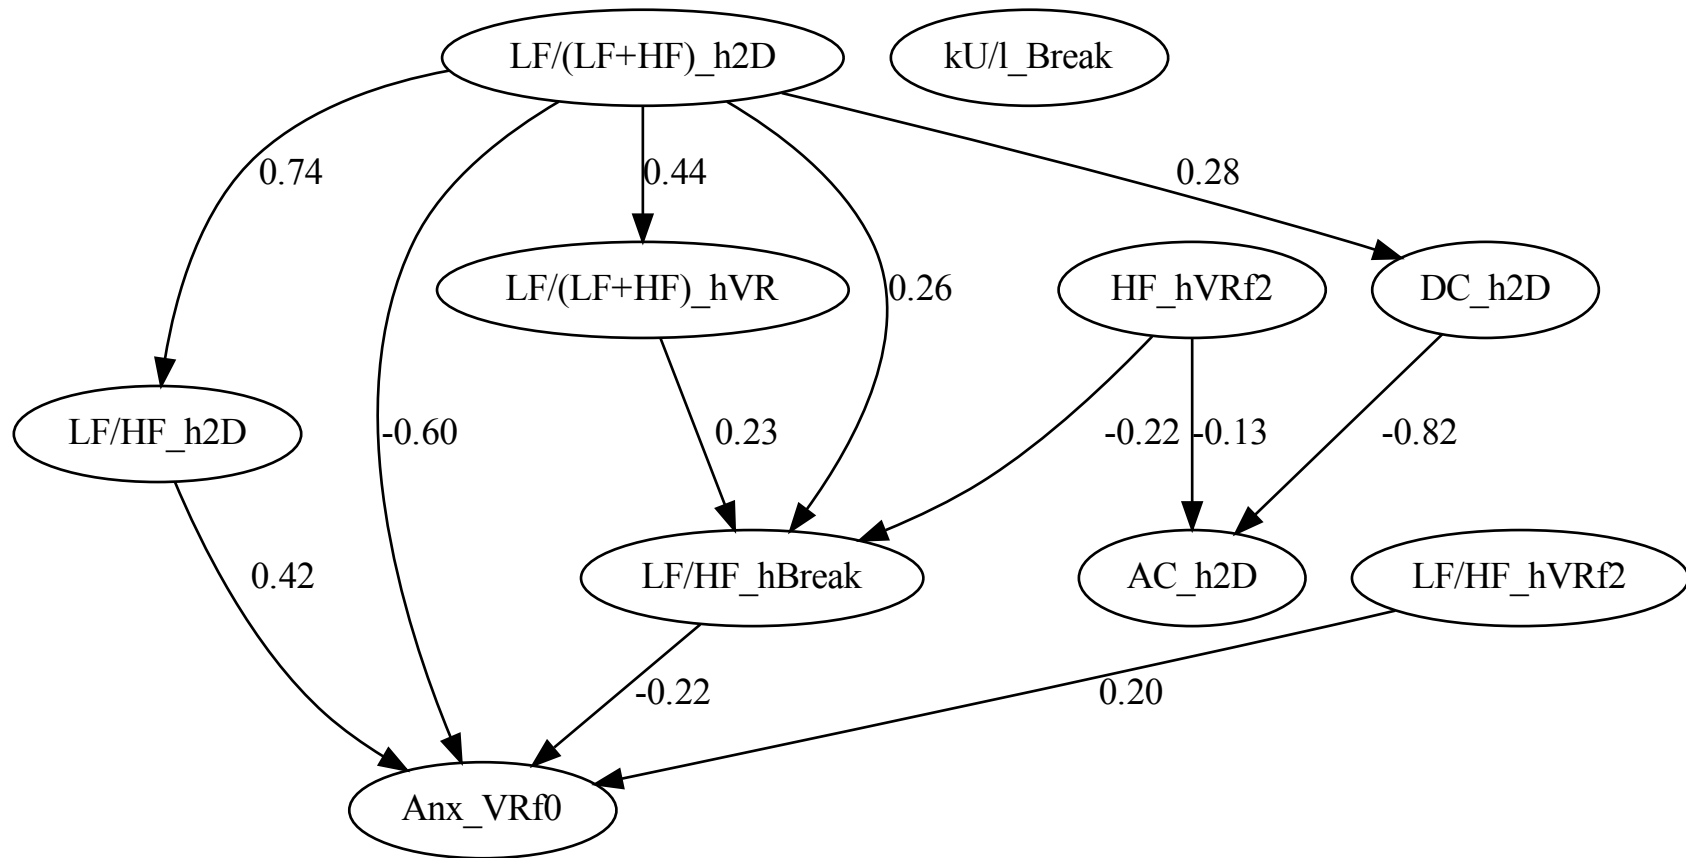 LF/(LF+HF)_h2D
kU/l_Break
0.74
0.44
0.28
LF/(LF+HF)_hVR
0.26
HF_hVRf2
DC_h2D
LF/HF_h2D
-0.60
0.23
-0.22
-0.13
-0.82
0.42
LF/HF_hBreak
AC_h2D
LF/HF_hVRf2
-0.22
0.20
Anx_VRf0